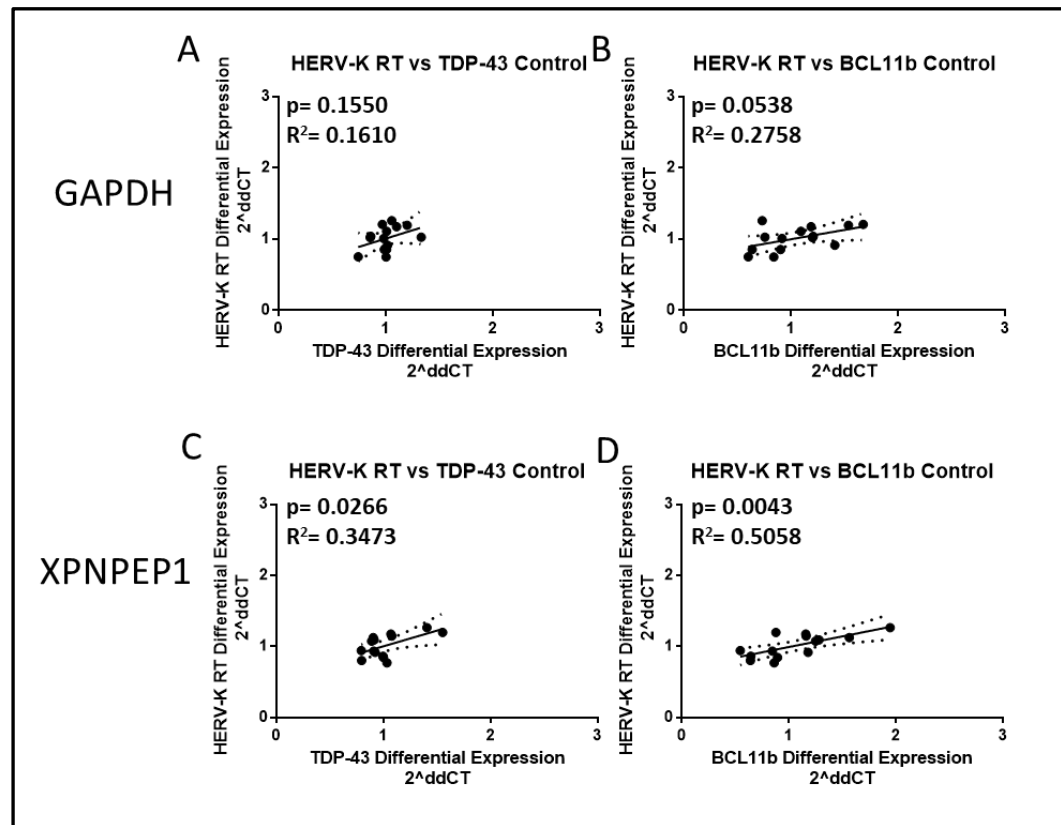 A
HERV-K RT vs TDP-43 Control
p= 0.1550
R²= 0.1610
HERV-K RT Differential Expression
2^ddCT
3
2
1
0
0
1
2
3
TDP-43 Differential Expression
2^ddCT
B
HERV-K RT vs BCL11b Control
p= 0.0538
R²= 0.2758
HERV-K RT Differential Expression
2^ddCT
3
2
1
0
0
1
2
3
BCL11b Differential Expression
2^ddCT
GAPDH
C
HERV-K RT vs TDP-43 Control
p= 0.0266
R²= 0.3473
HERV-K RT Differential Expression
2^ddCT
3
2
1
0
0
1
2
3
TDP-43 Differential Expression
2^ddCT
D
HERV-K RT vs BCL11b Control
p= 0.0043
R²= 0.5058
HERV-K RT Differential Expression
2^ddCT
3
2
1
0
0
1
2
3
BCL11b Differential Expression
2^ddCT
XPNPEP1